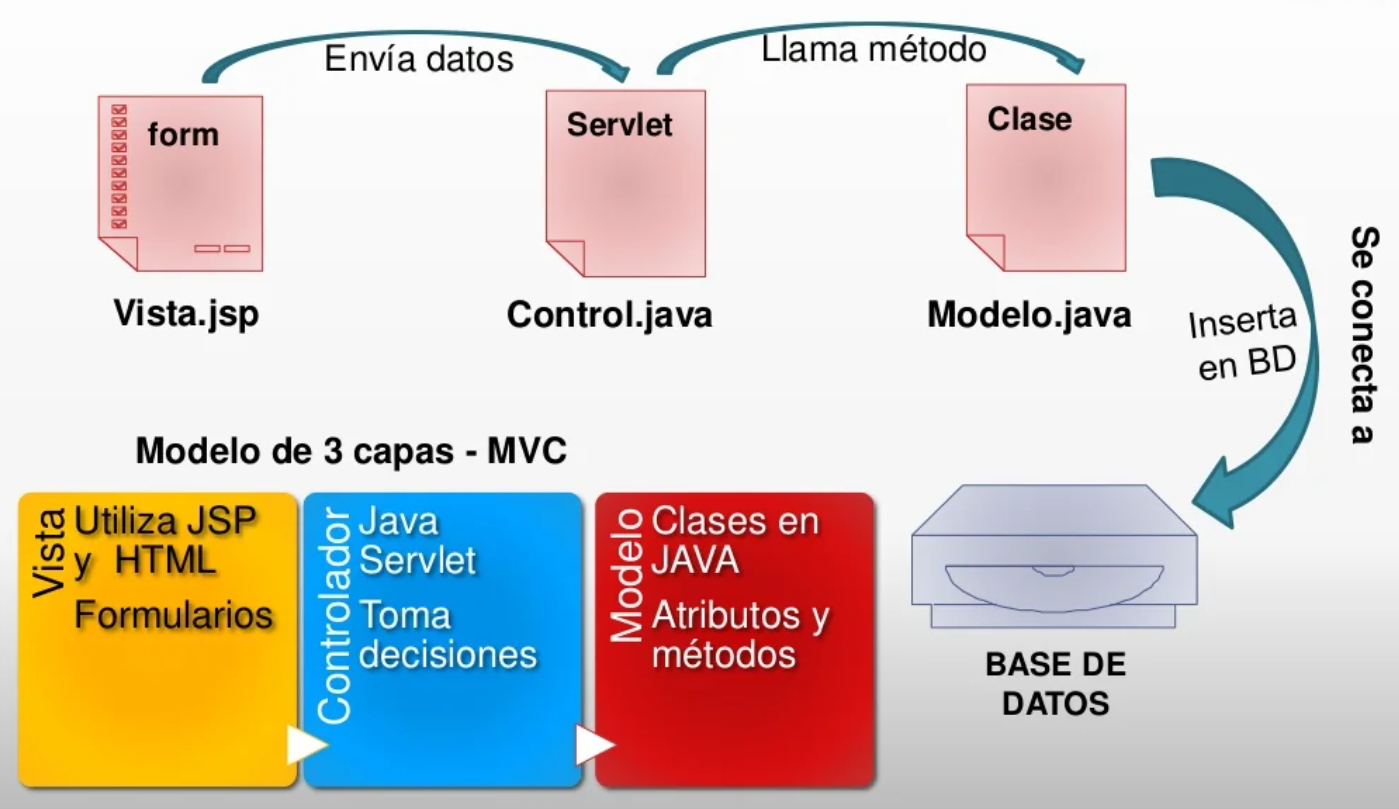 Envía datos
Llama método
form
Servlet
Clase
Vista.jsp
Control.java
Modelo.java
Inserta
en BD
Se conecta a
Modelo de 3 capas - MVC
Vista
Utiliza JSP
y HTML
Formularios
Controlador
Java
Servlet
Toma
decisiones
Modelo
Clases en
JAVA
Atributos y
métodos
BASE DE
DATOS